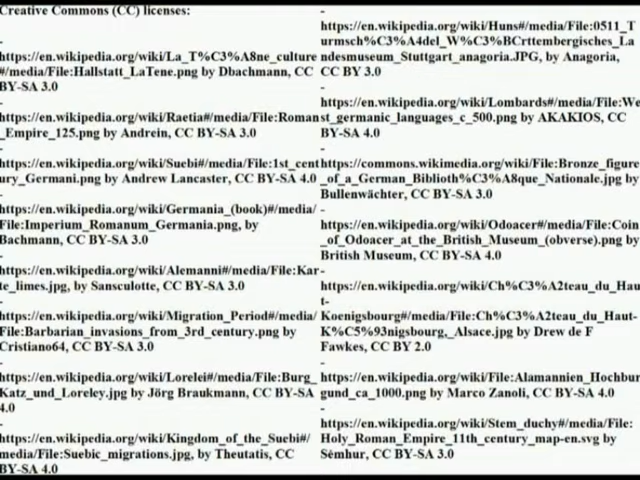 Creative Commons (CC) licenses:
-
https://en.wikipedia.org/wiki/La_T%C3%A8ne_culture
#/media/File:Hallstatt_LaTene.png by Dbachmann, CC
BY-SA 3.0
-
https://en.wikipedia.org/wiki/Raetia#/media/File:Roman
_Empire_125.png by Andrein, CC BY-SA 3.0
-
https://en.wikipedia.org/wiki/Suebi#/media/File:1st_cent
ury_Germani.png by Andrew Lancaster, CC BY-SA 4.0
-
https://en.wikipedia.org/wiki/Germania_(book)#/media/
File:Imperium_Romanum_Germania.png, by
Bachmann, CC BY-SA 3.0
-
https://en.wikipedia.org/wiki/Alemanni#/media/File:Kar
te_limes.jpg, by Sansculotte, CC BY-SA 3.0
-
https://en.wikipedia.org/wiki/Migration_Period#/media/
File:Barbarian_invasions_from_3rd_century.png by
Cristiano64, CC BY-SA 3.0
-
https://en.wikipedia.org/wiki/Lorelei#/media/File:Burg_
Katz_und_Loreley.jpg by Jörg Braukmann, CC BY-SA
4.0
-
https://en.wikipedia.org/wiki/Kingdom_of_the_Suebi#/
media/File:Suebic_migrations.jpg, by Theutatis, CC
BY-SA 4.0
-
https://en.wikipedia.org/wiki/Huns#/media/File:0511_T
urmsch%C3%A4del_W%C3%BCrttembergisches_La
ndesmuseum_Stuttgart_anagoria.JPG, by Anagoria,
CC BY 3.0
-
https://en.wikipedia.org/wiki/Lombards#/media/File:We
st_germanic_languages_c_500.png by AKAKIOS, CC
BY-SA 4.0
-
https://commons.wikimedia.org/wiki/File:Bronze_figure
_of_a_German_Biblioth%C3%A8que_Nationale.jpg by
Bullenwächter, CC BY-SA 3.0
-
https://en.wikipedia.org/wiki/Odoacer#/media/File:Coin
_of_Odoacer_at_the_British_Museum_(obverse).png by
British Museum, CC BY-SA 4.0
-
https://en.wikipedia.org/wiki/Ch%C3%A2teau_du_Hau
t-
Koenigsbourg#/media/File:Ch%C3%A2teau_du_Haut-
K%C5%93nigsbourg,_Alsace.jpg by Drew de F
Fawkes, CC BY 2.0
-
https://en.wikipedia.org/wiki/File:Alamannien_Hochbur
gund_ca_1000.png by Marco Zanoli, CC BY-SA 4.0
-
https://en.wikipedia.org/wiki/Stem_duchy#/media/File:
Holy_Roman_Empire_11th_century_map-en.svg by
Sémhur, CC BY-SA 3.0